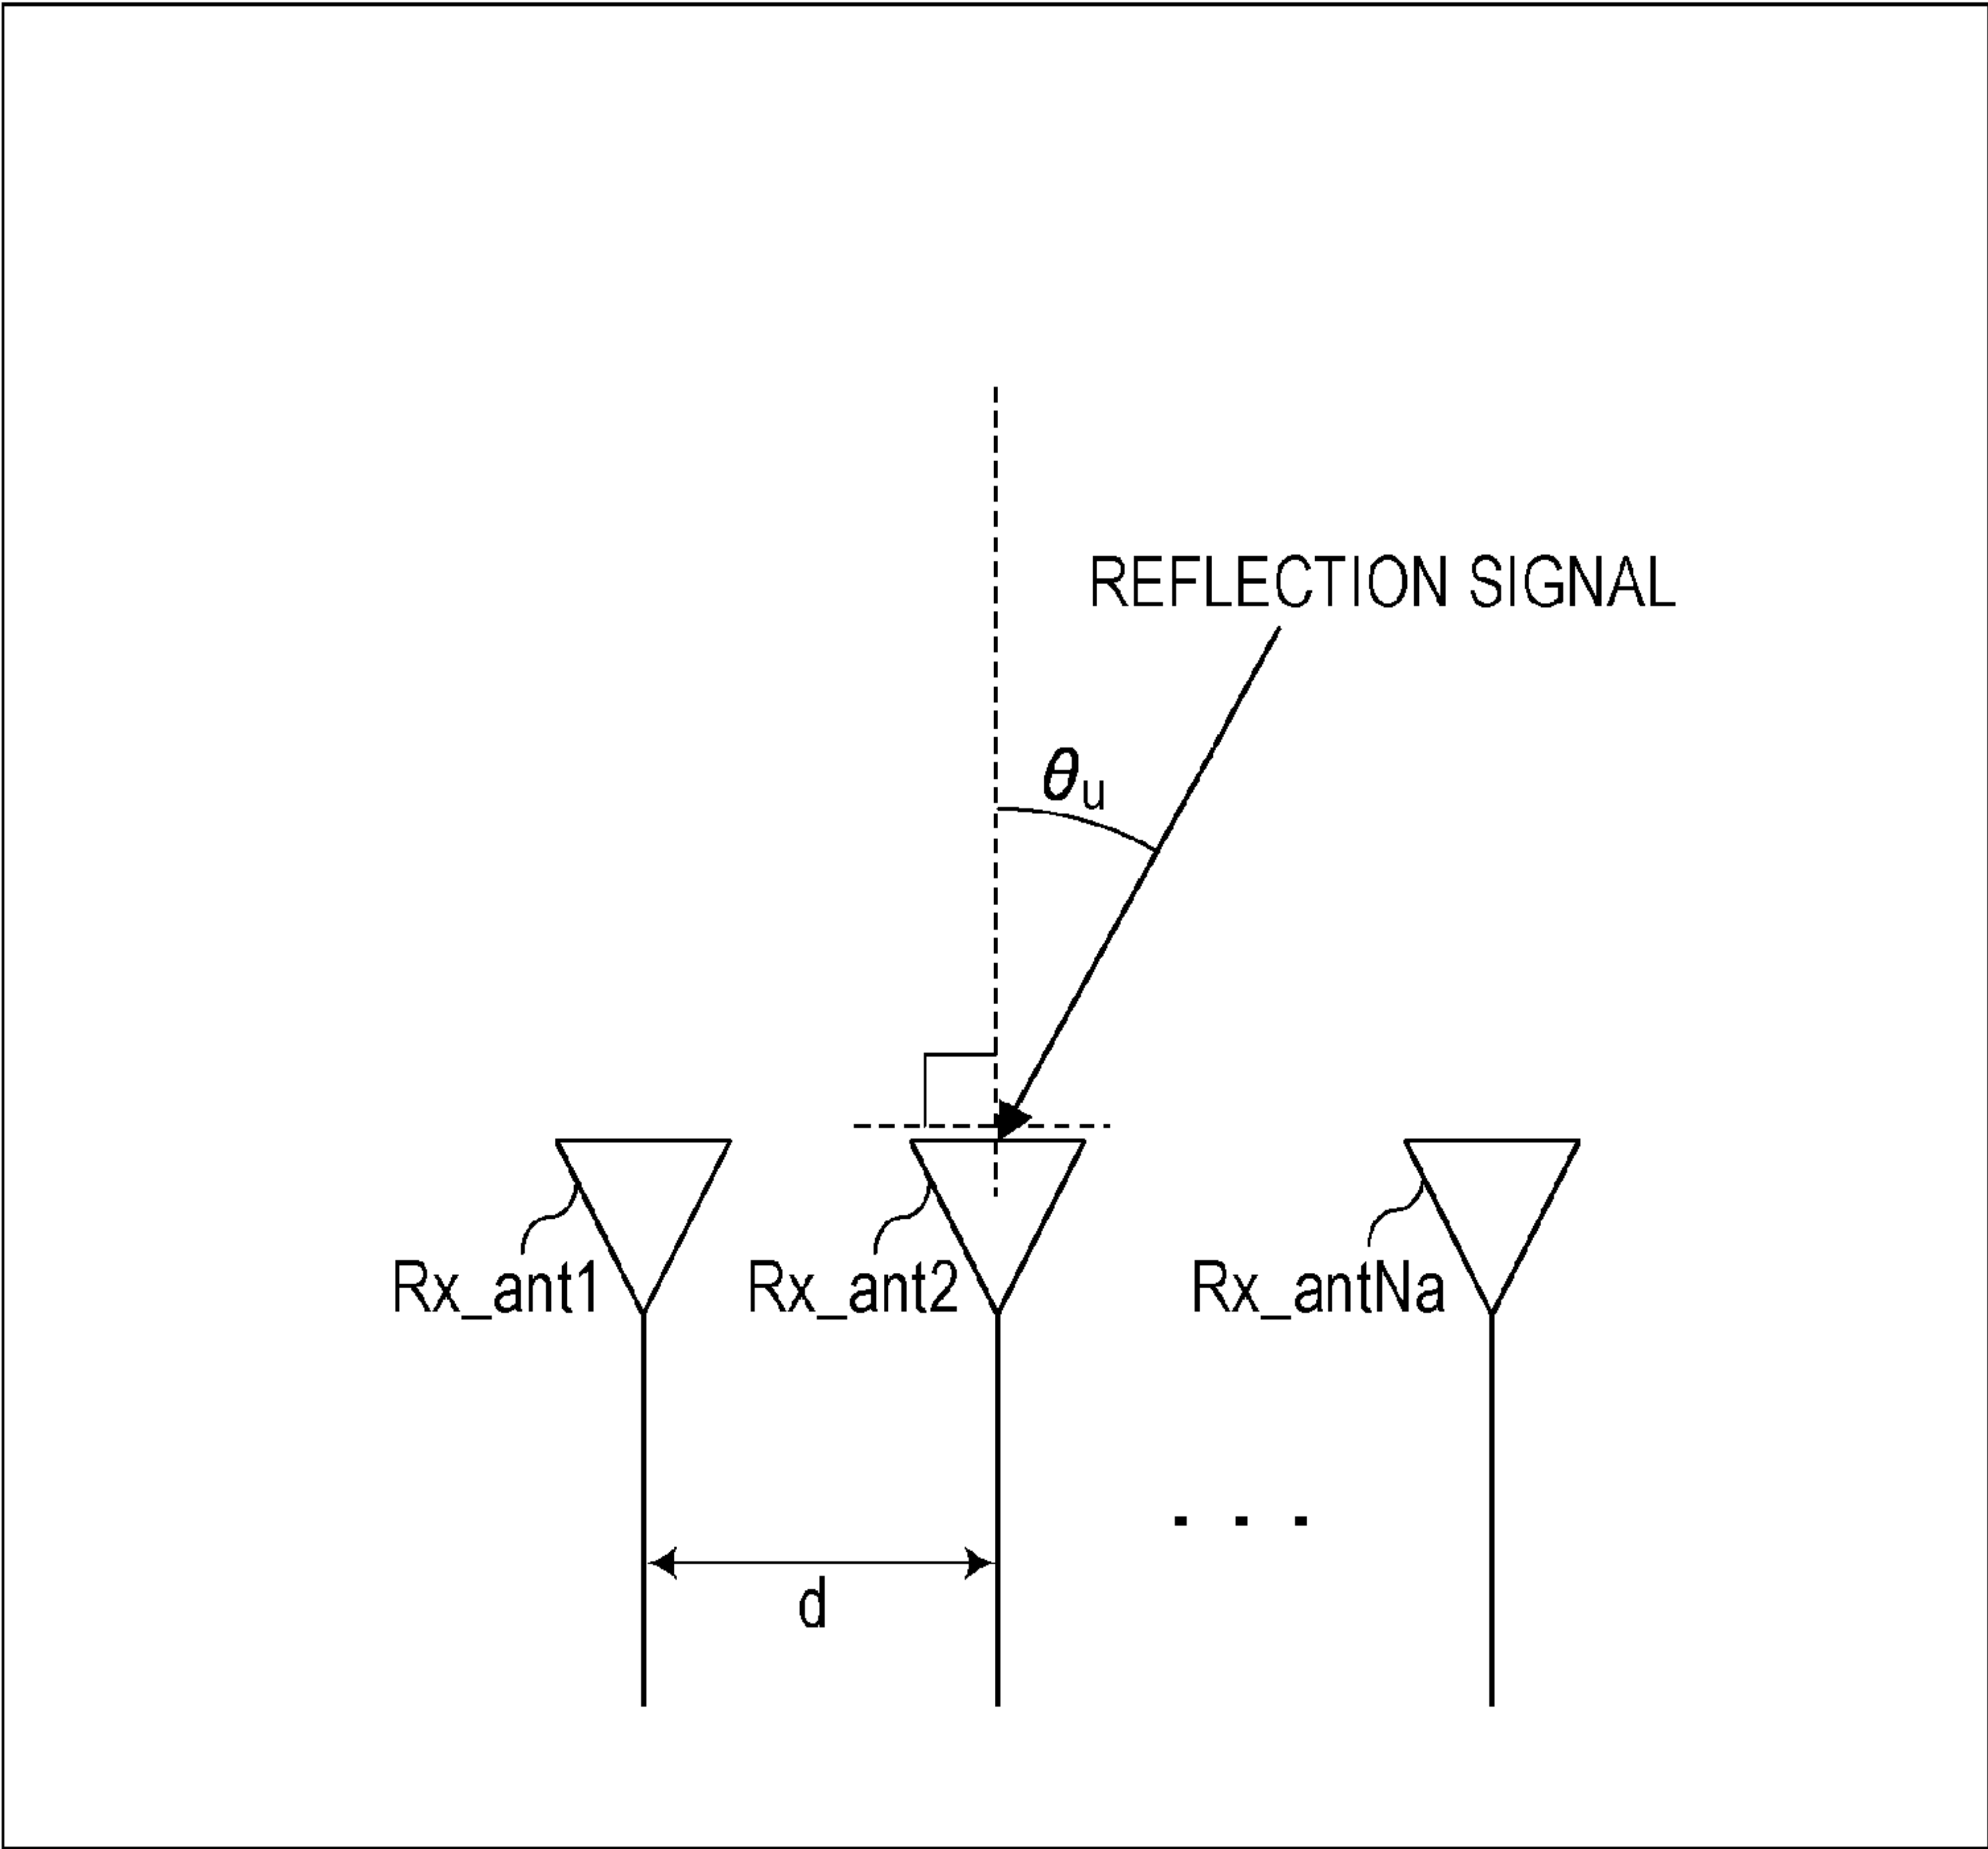 REFLECTION SIGNAL
θu
Rx_ant1
Rx_ant2
Rx_antNa
. . .
d